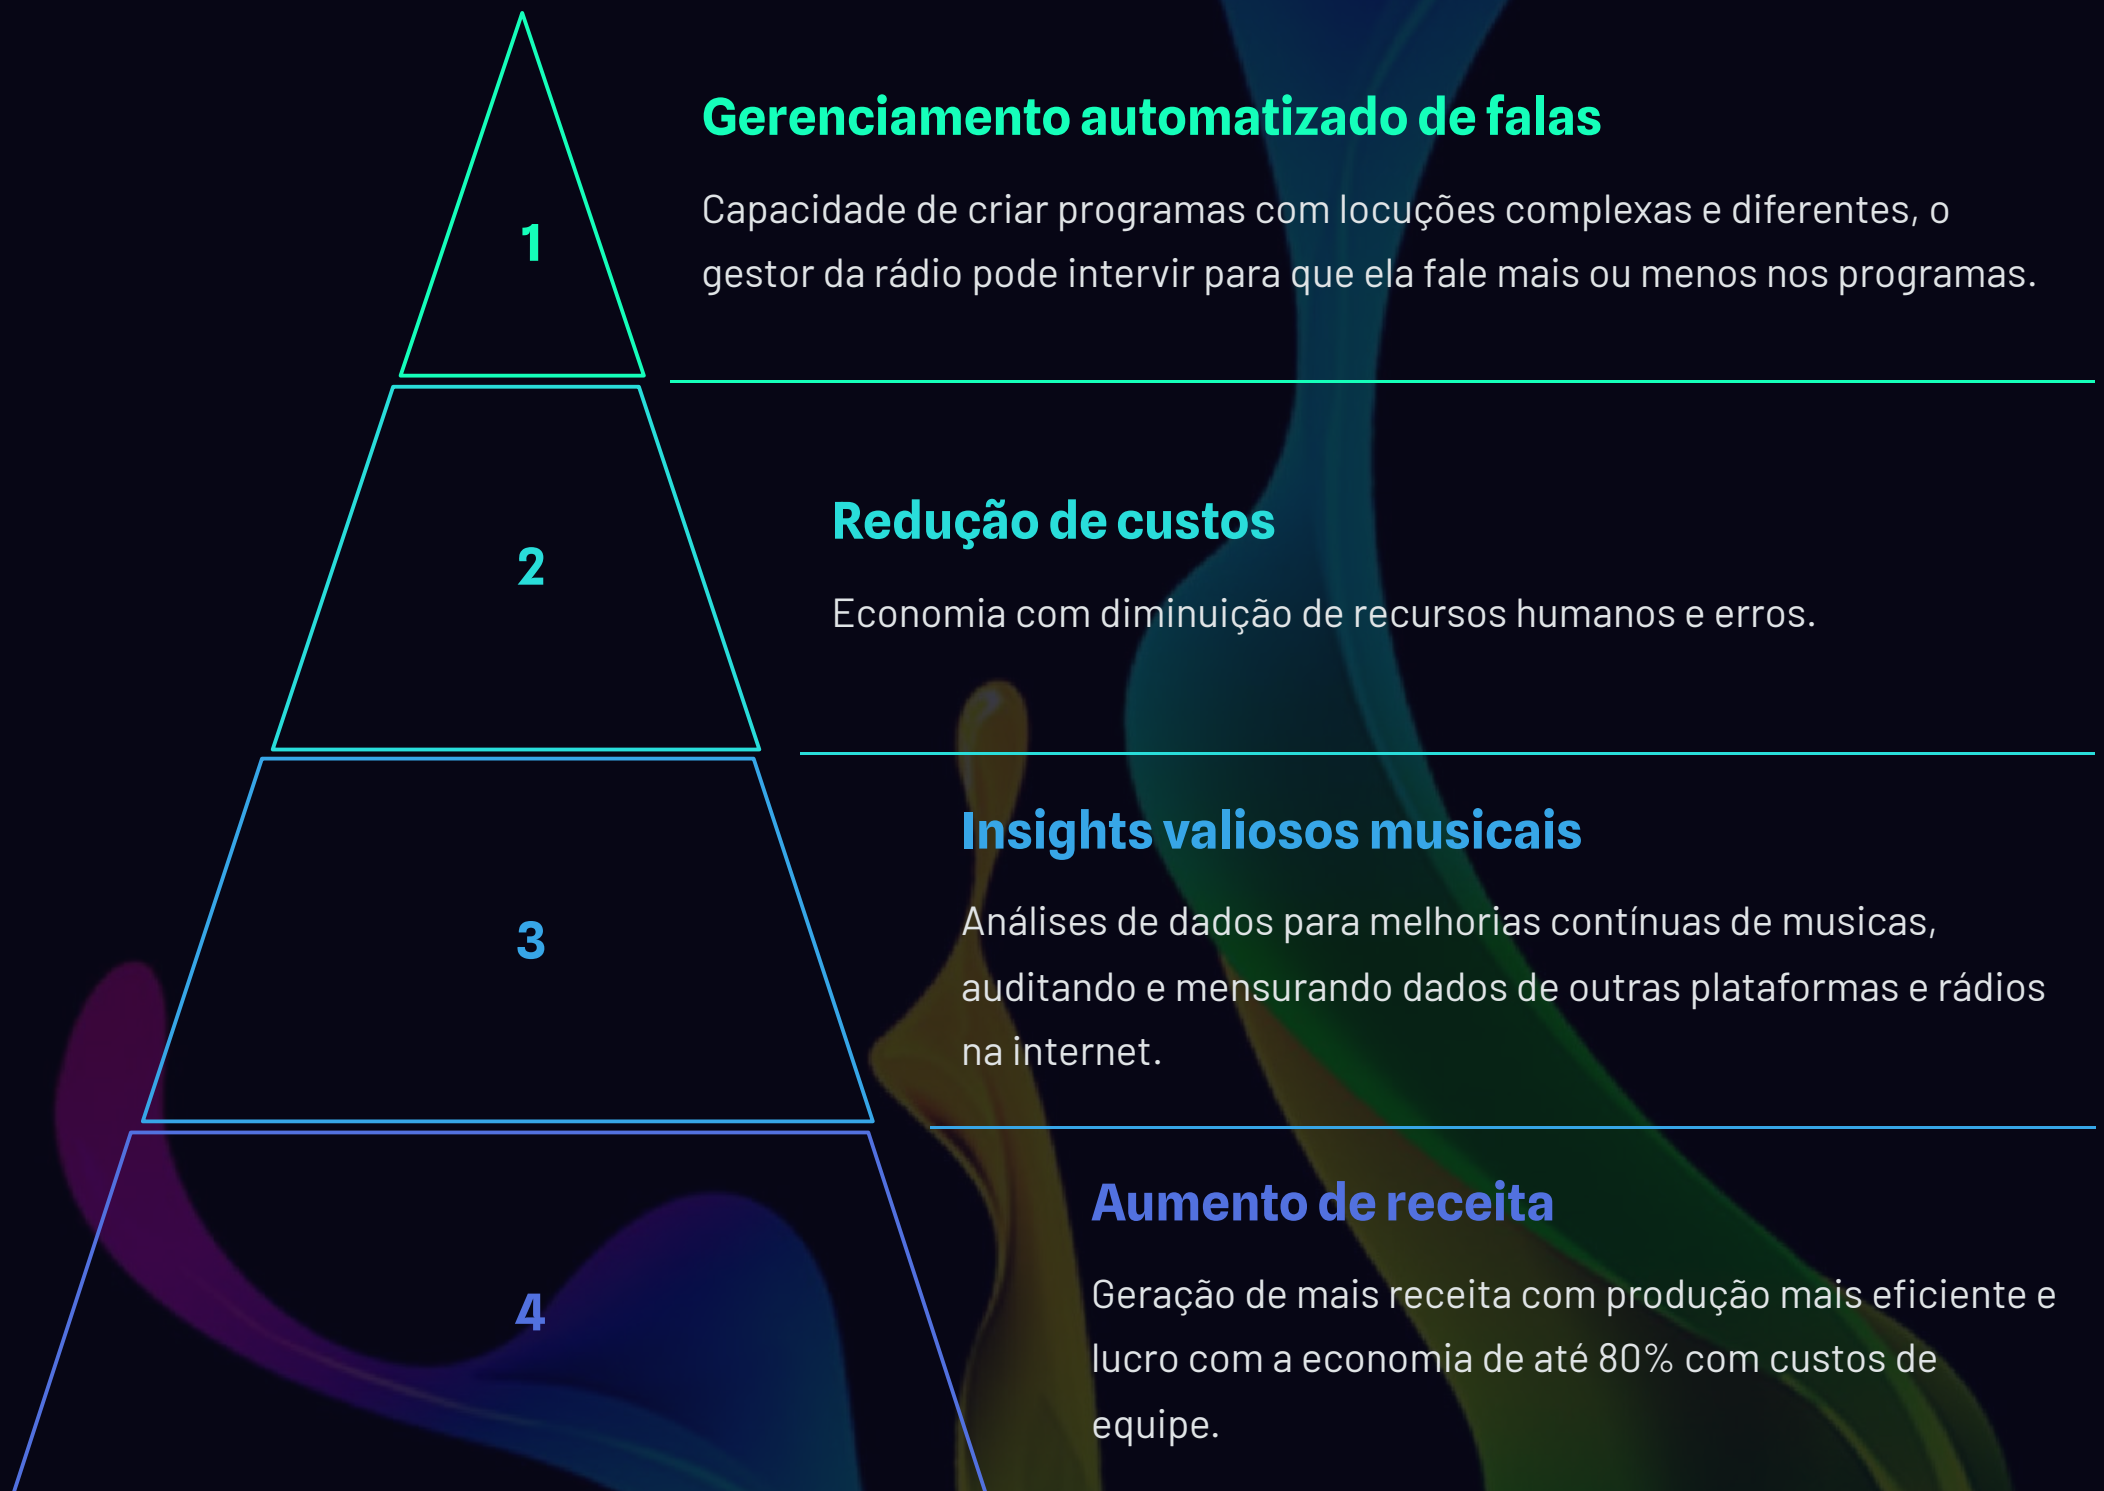 1
Gerenciamento automatizado de falas
Capacidade de criar programas com locuções complexas e diferentes, o
gestor da rádio pode intervir para que ela fale mais ou menos nos programas.
2
Redução de custos
Economia com diminuição de recursos humanos e erros.
3
Insights valiosos musicais
Análises de dados para melhorias contínuas de musicas,
auditando e mensurando dados de outras plataformas e rádios
na internet.
4
Aumento de receita
Geração de mais receita com produção mais eficiente e
lucro com a economia de até 80% com custos de
equipe.